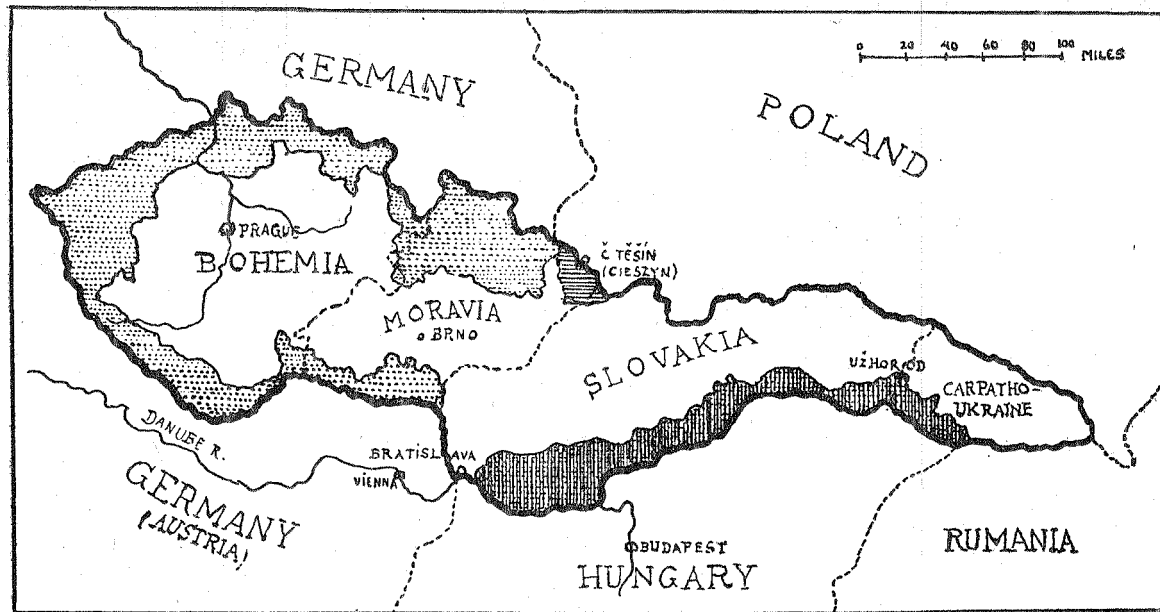 GERMANY
0 20 40 60 80 100 MILES
POLAND
PRAGUE
BOHEMIA
Č TĚŠÍN
(CIESZYN)
MORAVIA
BRNO
SLOVAKIA
UŽHOROD
CARPATHO-
UKRAINE
DANUBE R.
BRATISLAVA
VIENNA
GERMANY
(AUSTRIA)
BUDAPEST
HUNGARY
RUMANIA